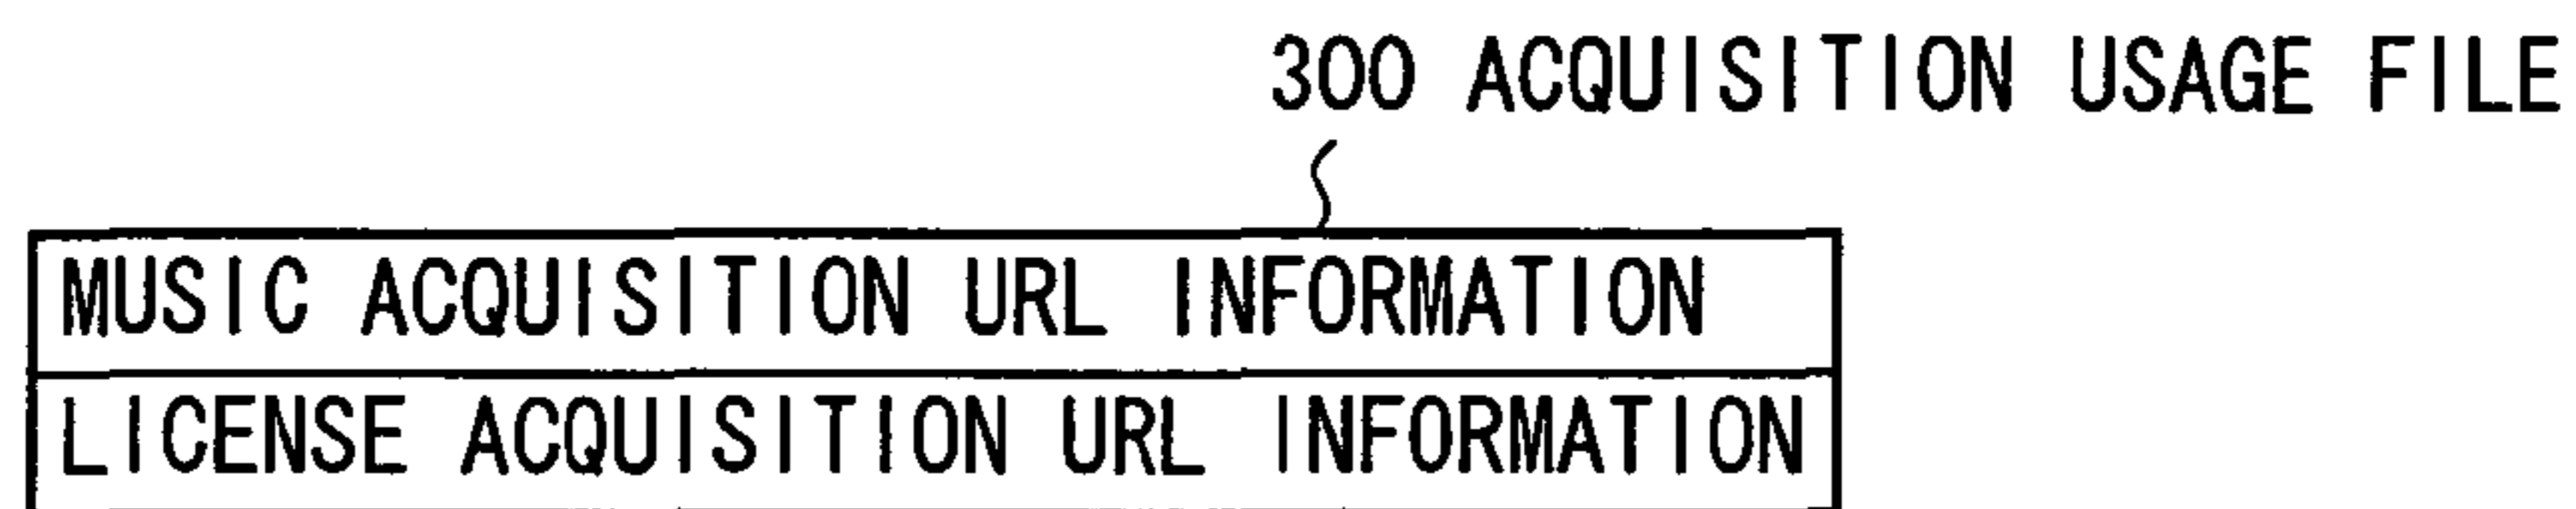 300 ACQUISITION USAGE FILE
MUSIC ACQUISITION URL INFORMATION
LICENSE ACQUISITION URL INFORMATION